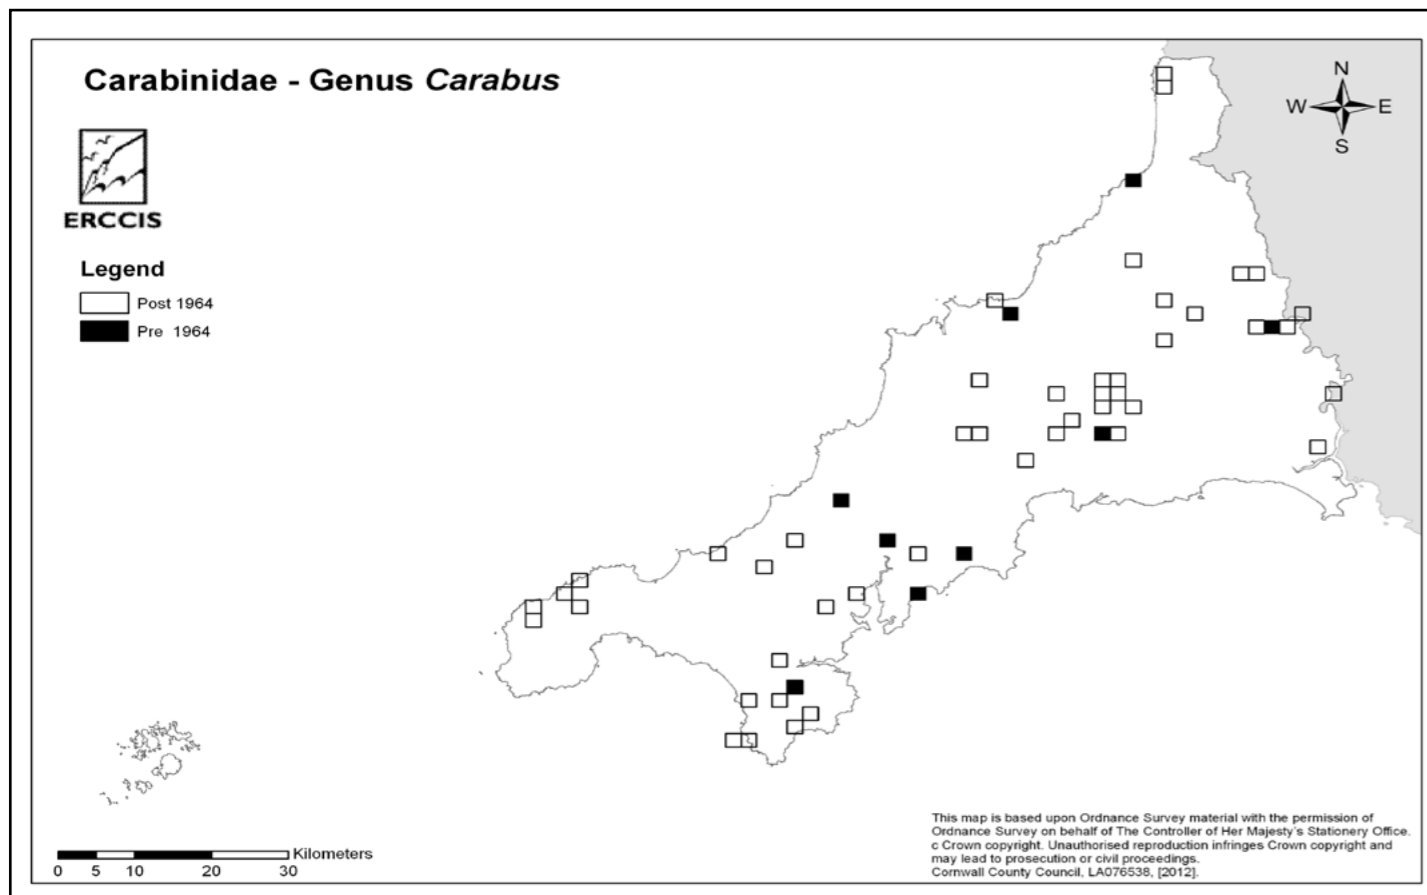 Carabinidae - Genus Carabus
N
W E
S
ERCCIS
Legend
Post 1964
Pre 1964
Kilometers
0 5 10 20 30
This map is based upon Ordnance Survey material with the permission of
Ordnance Survey on behalf of The Controller of Her Majesty's Stationery Office.
c Crown copyright. Unauthorised reproduction infringes Crown copyright and
may lead to prosecution or civil proceedings.
Cornwall County Council, LA076538, [2012].